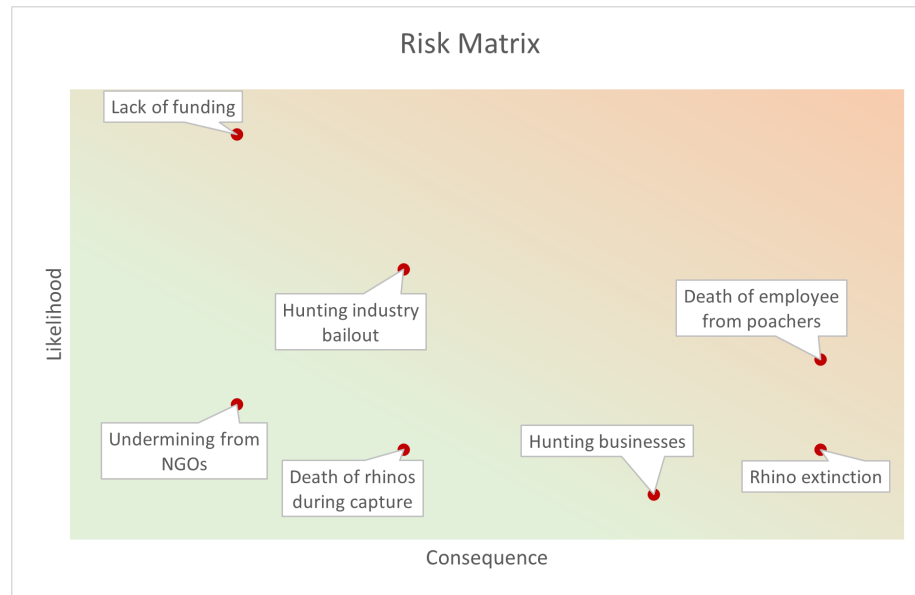 Risk Matrix
Lack of funding
Hunting industry
bailout
Death of employee
from poachers
Likelihood
Undermining from
NGOs
Death of rhinos
during capture
Hunting businesses
Rhino extinction
Consequence